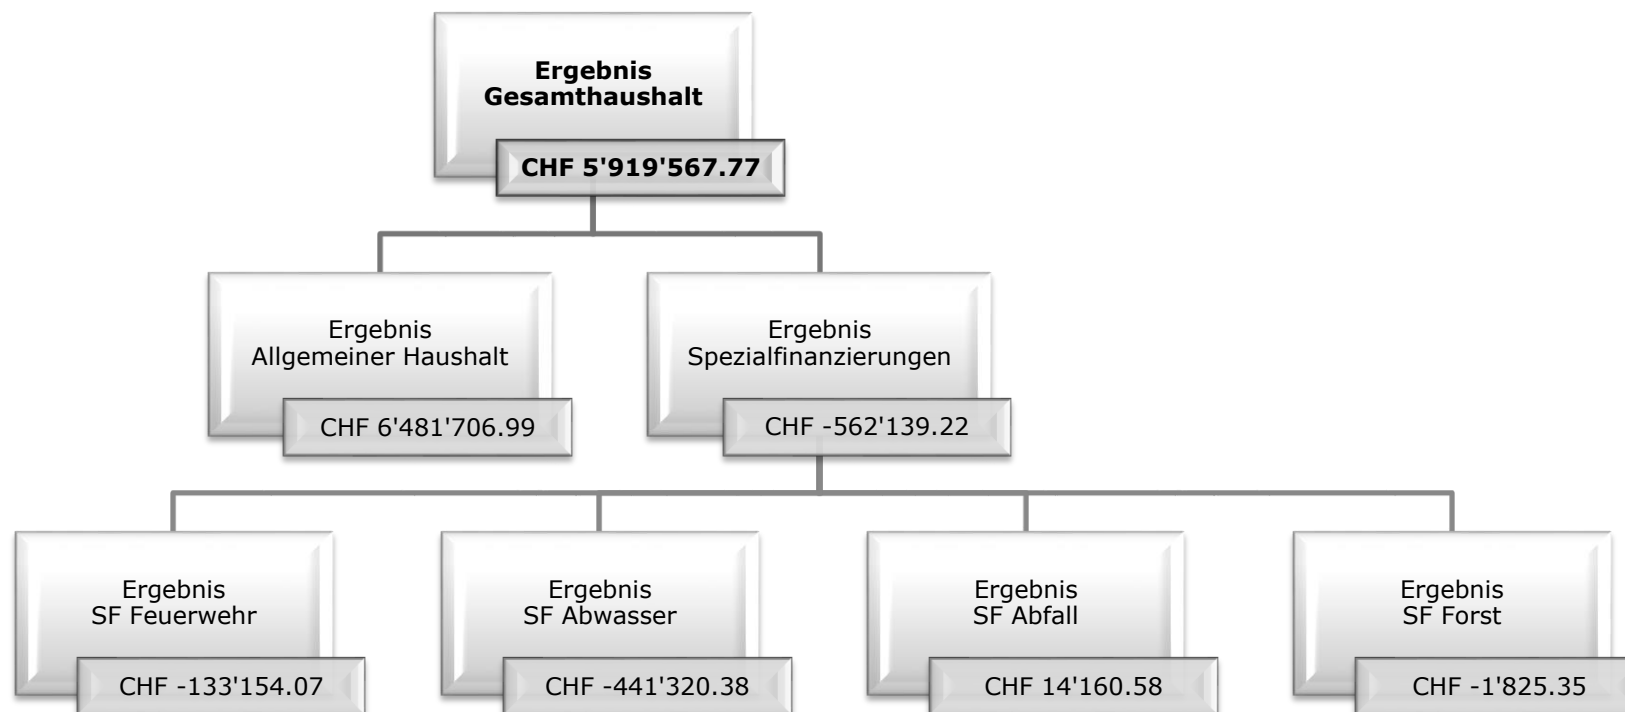 Ergebnis
Gesamthaushalt
CHF 5'919'567.77
Ergebnis
Allgemeiner Haushalt
CHF 6'481'706.99
Ergebnis
Spezialfinanzierungen
CHF -562'139.22
Ergebnis
SF Feuerwehr
CHF -133'154.07
Ergebnis
SF Abwasser
CHF -441'320.38
Ergebnis
SF Abfall
CHF 14'160.58
Ergebnis
SF Forst
CHF -1'825.35